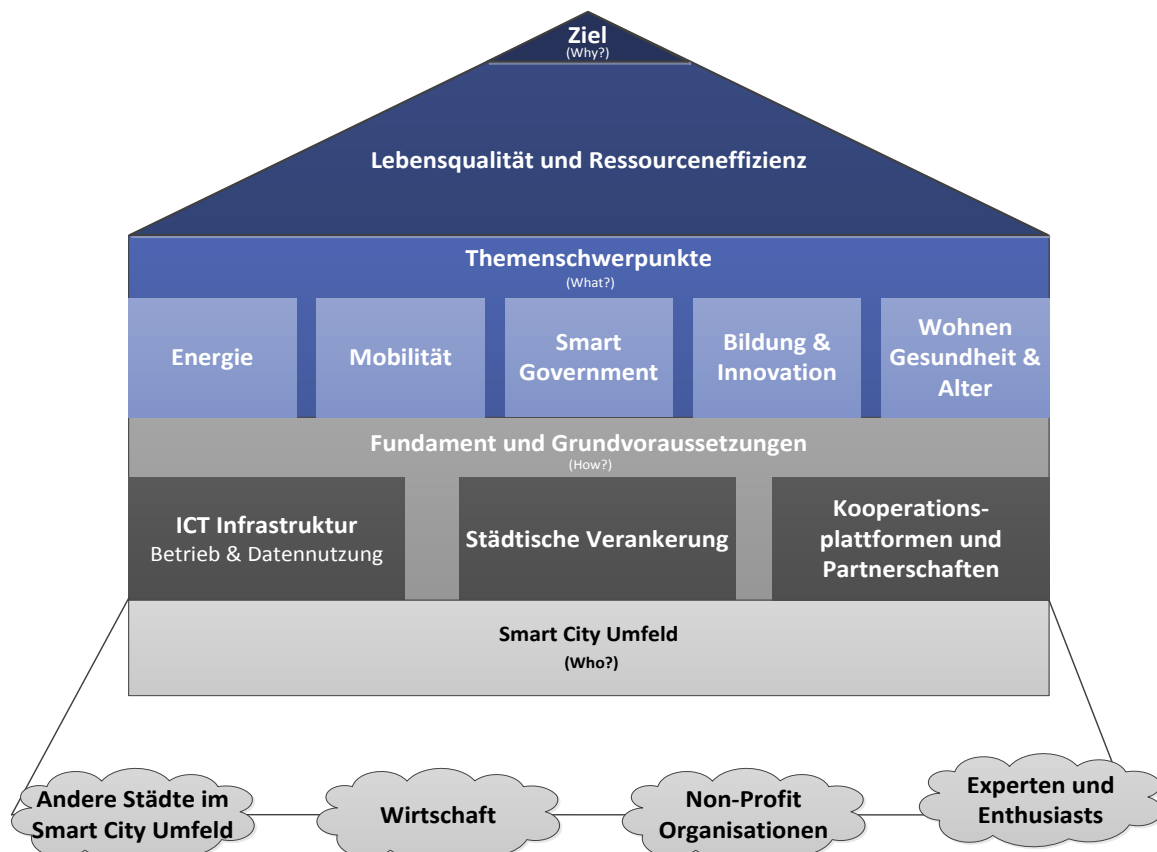 Ziel
(Why?)
Lebensqualität und Ressourceneffizienz
Themenschwerpunkte
(What?)
Energie
Mobilität
Smart
Government
Bildung &
Innovation
Wohnen
Gesundheit &
Alter
Fundament und Grundvoraussetzungen
(How?)
ICT Infrastruktur
Betrieb & Datennutzung
Städtische Verankerung
Kooperations-
plattformen und
Partnerschaften
Smart City Umfeld
(Who?)
Andere Städte im
Smart City Umfeld
Wirtschaft
Non-Profit
Organisationen
Experten und
Enthusiasts